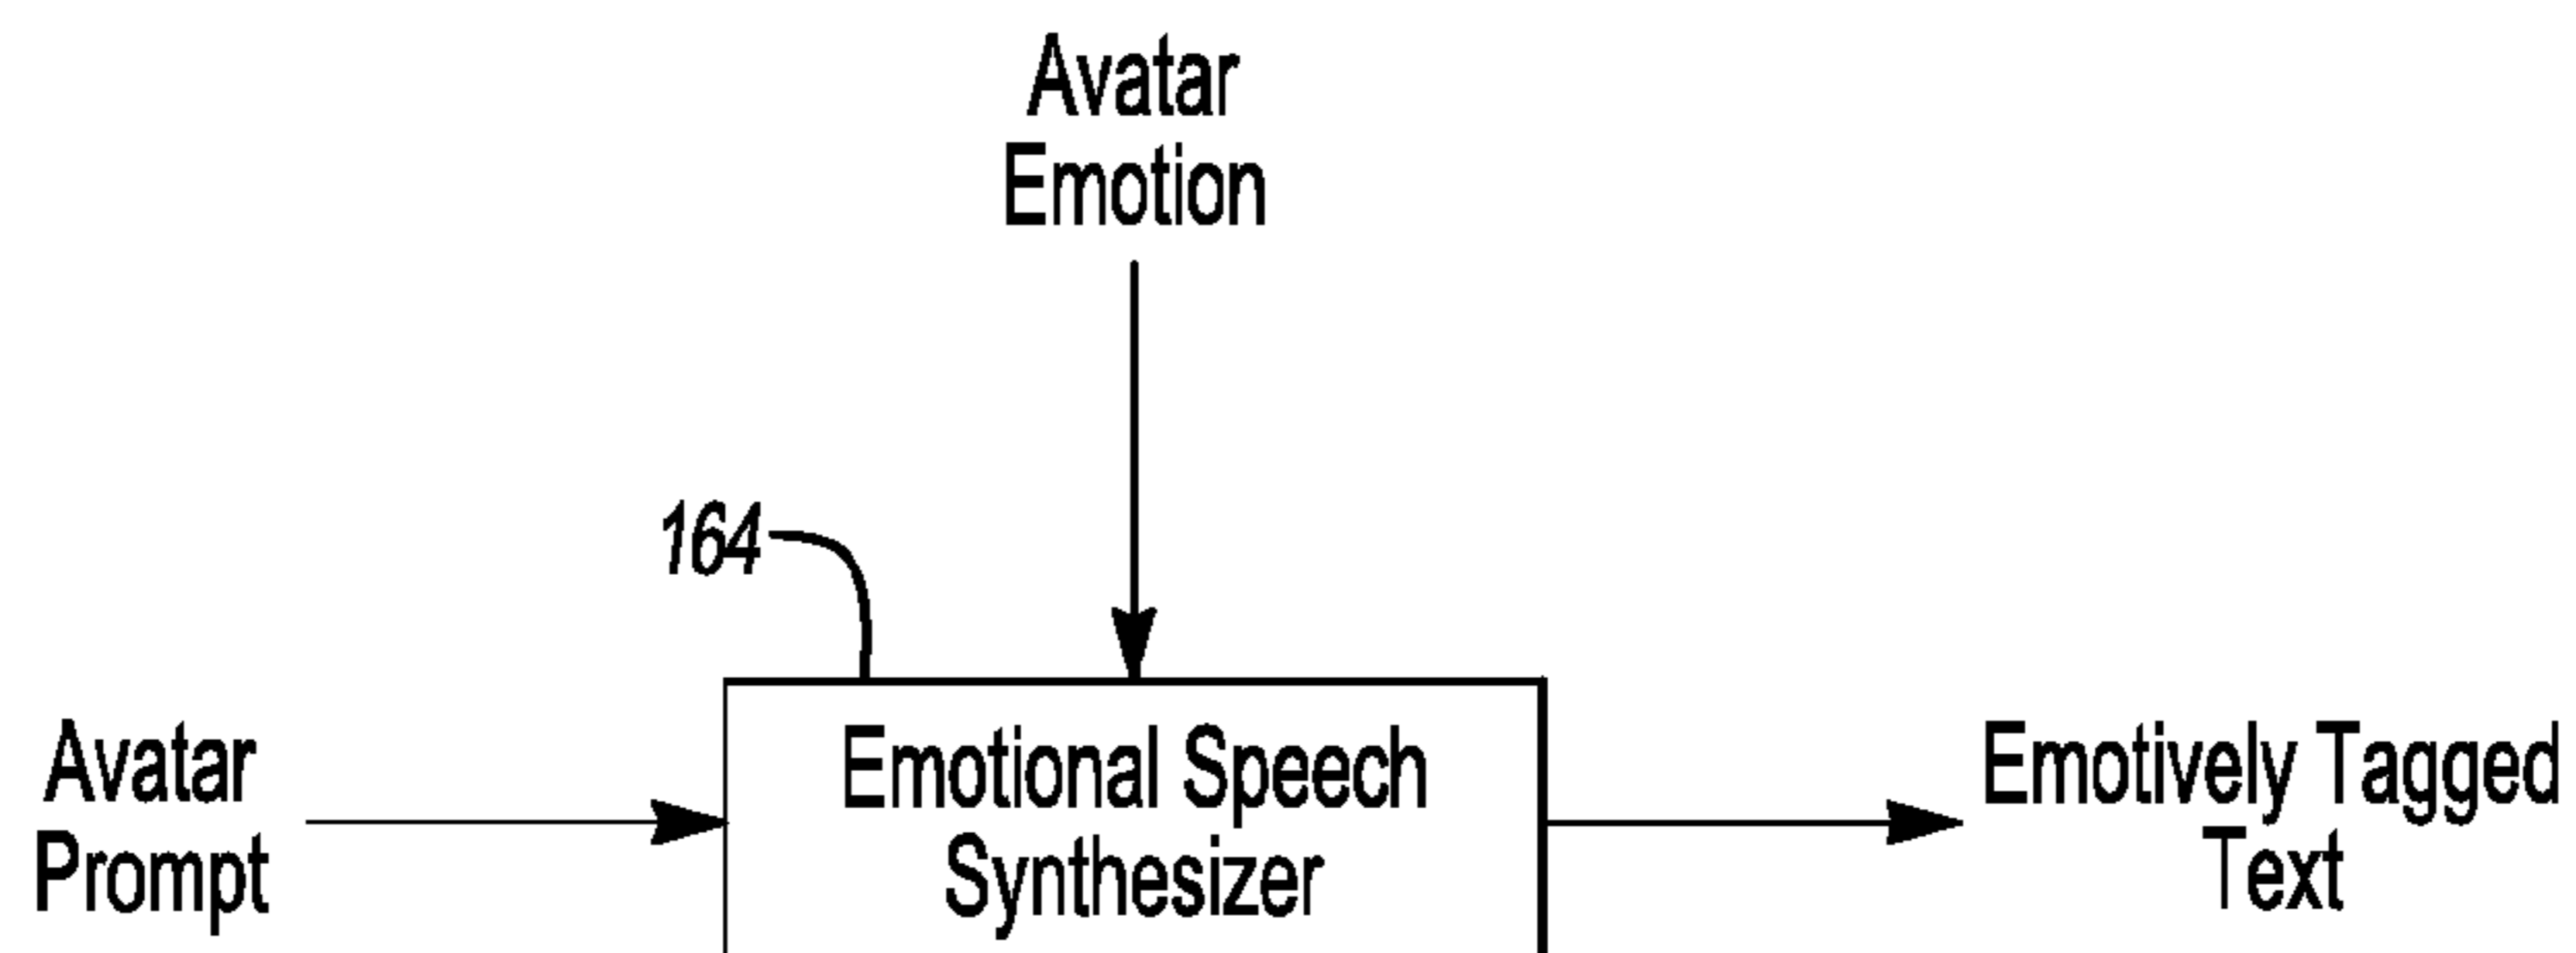 Avatar
Emotion
164
Avatar
Prompt
Emotional Speech
Synthesizer
Emotively Tagged
Text